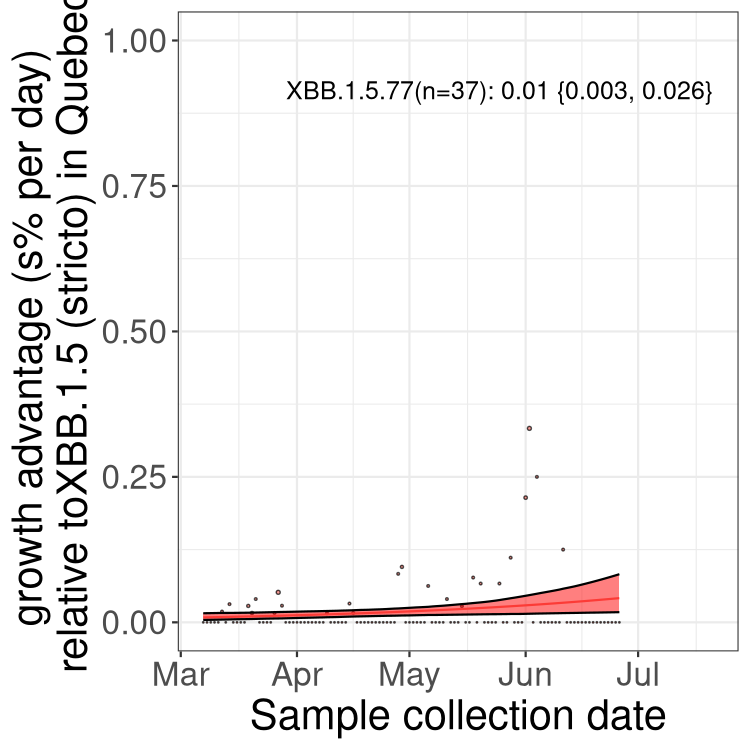 growth advantage (s% per day)
relative toXBB.1.5 (stricto) in Quebec
1.00
0.75
0.50
0.25
0.00
XBB.1.5.77(n=37): 0.01 {0.003, 0.026}
Mar Apr May Jun Jul
Sample collection date